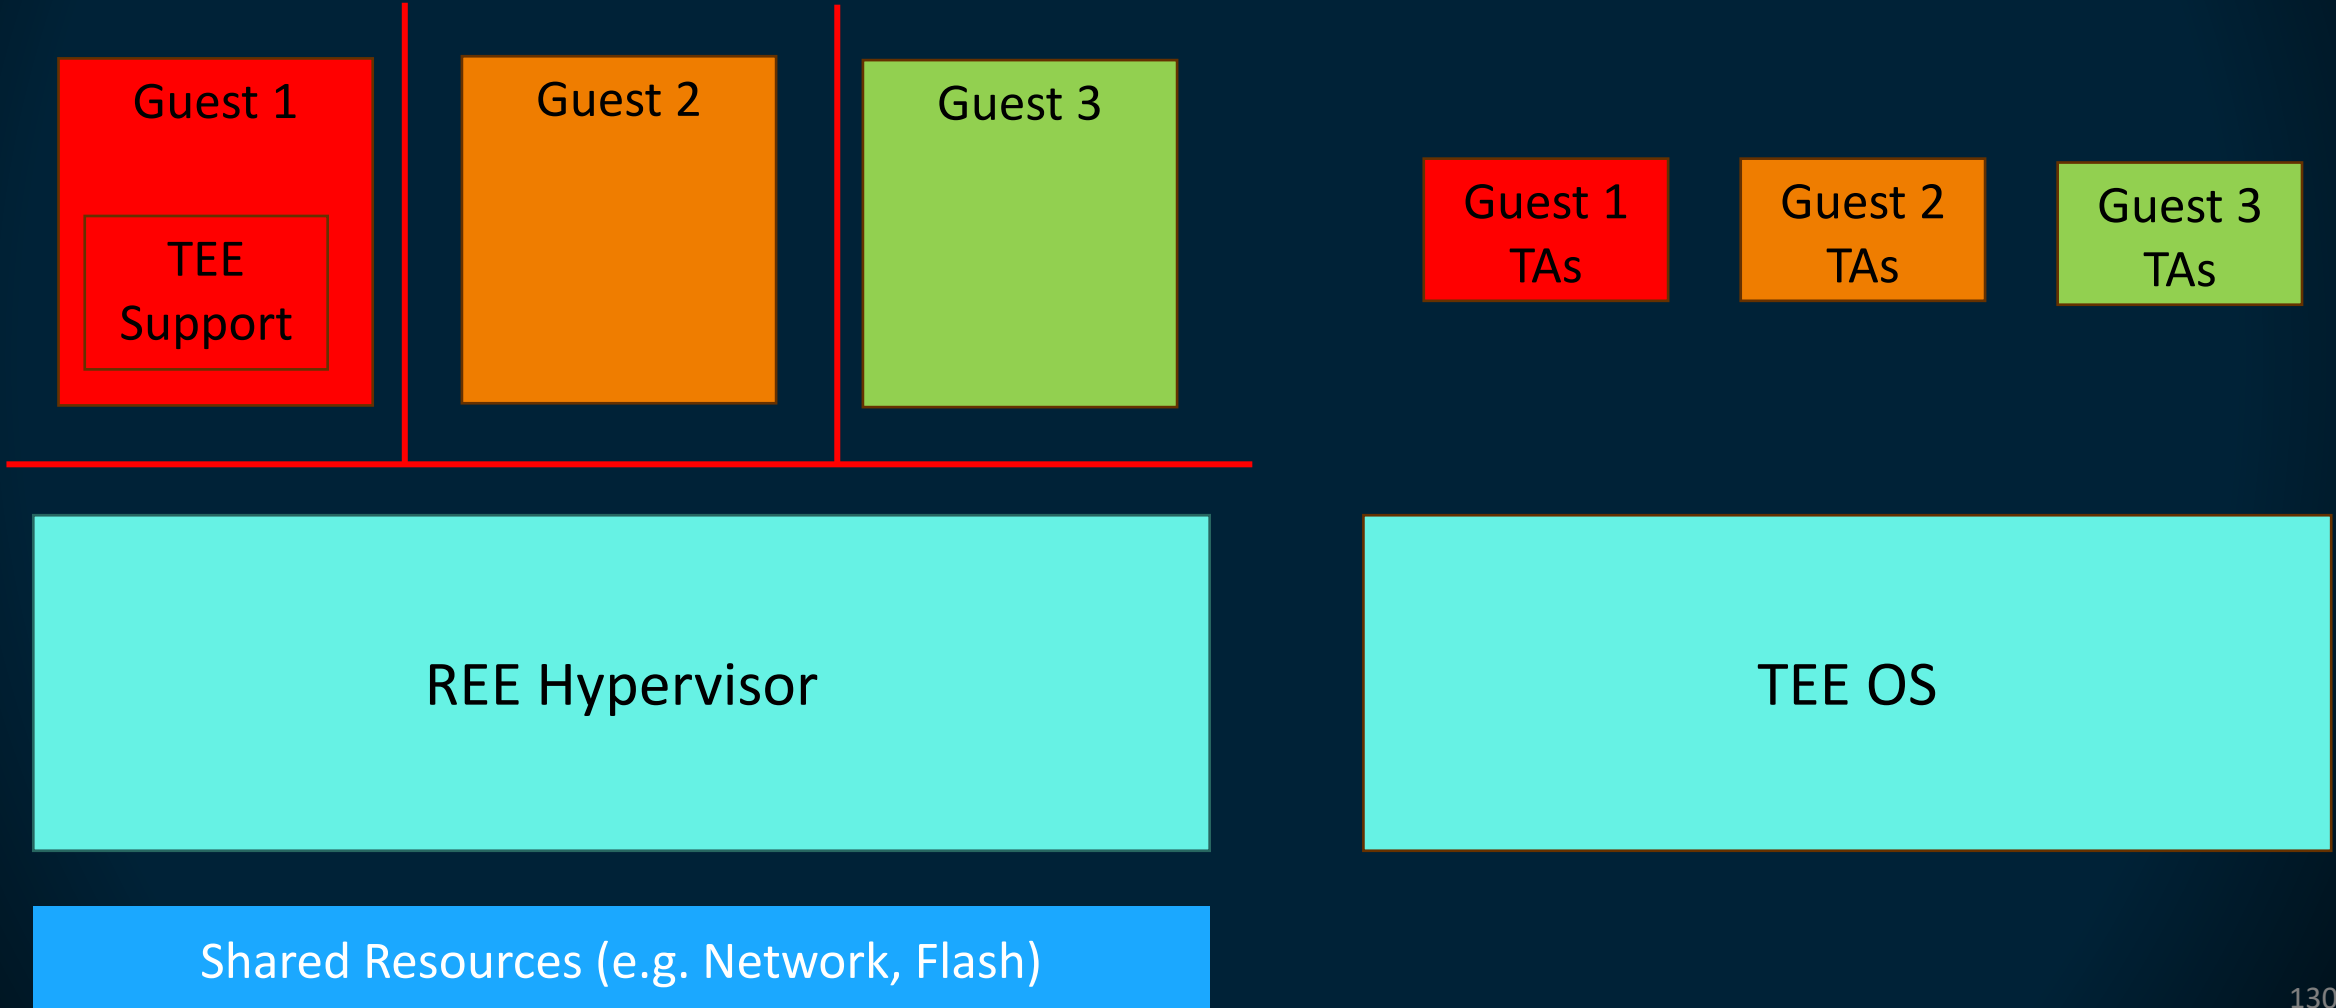 Guest 1
TEE
Support
Guest 2
Guest 3
Guest 1
TAs
Guest 2
TAs
Guest 3
TAs
REE Hypervisor
TEE OS
Shared Resources (e.g. Network, Flash)
130